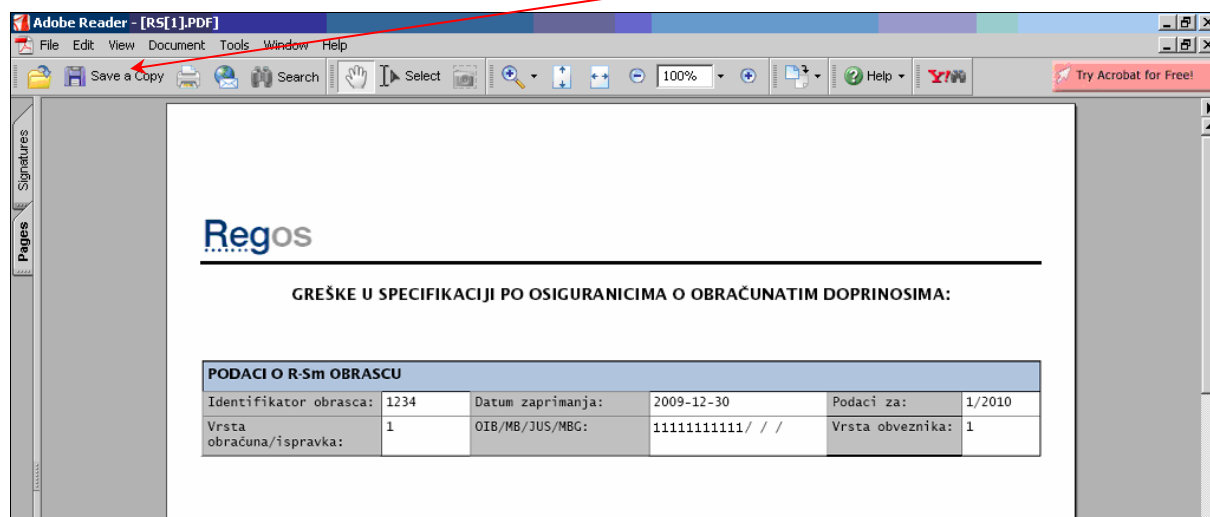 Adobe Reader - [RS[1].PDF]
File Edit View Document Tools Window Help
Save a Copy Search Select 100% Help Y! Try Acrobat for Free!
Signatures
Pages
Regos
GREŠKE U SPECIFIKACIJI PO OSIGURANICIMA O OBRAČUNATIM DOPRINOSIMA:
PODACI O R-Sm OBRASCU
Identifikator obrasca: 1234 Datum zaprimanja: 2009-12-30 Podaci za: 1/2010
Vrsta obračuna/ispravka: 1 OIB/MB/JUS/MBG: 11111111111/ / / Vrsta obveznika: 1